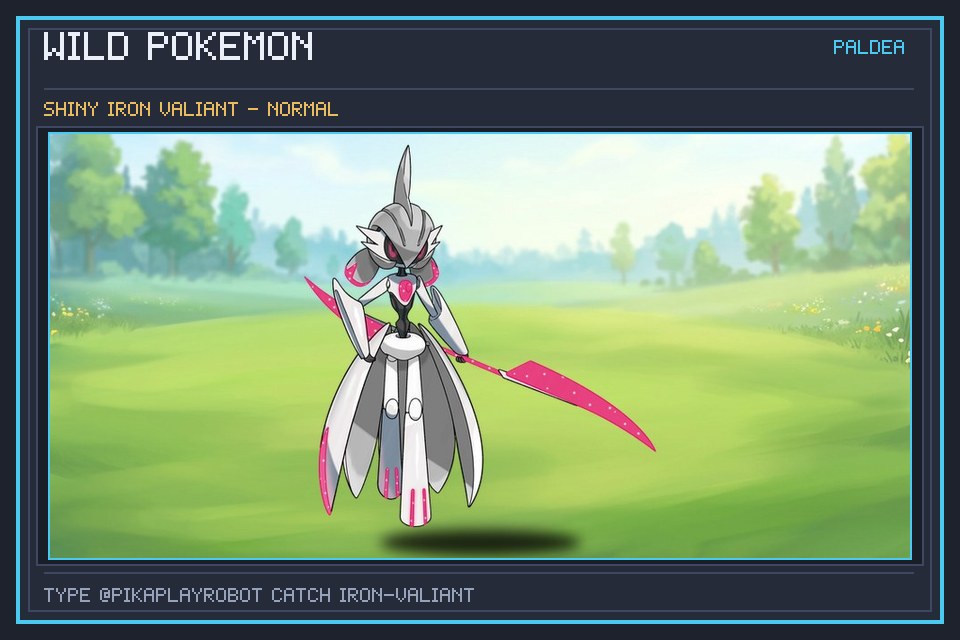 WILD POKEMON
PALDEA
SHINY IRON VALIANT - NORMAL
TYPE @PIKAPLAYROBOT CATCH IRON-VALIANT